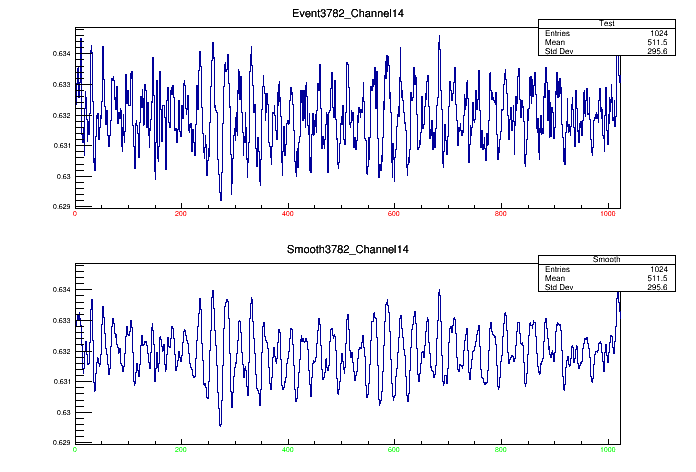 Event3782_Channel14
Test
Entries 1024
Mean 511.5
Std Dev 295.6
0.634
0.633
0.632
0.631
0.63
0.629
0 200 400 600 800 1000
Smooth3782_Channel14
Smooth
Entries 1024
Mean 511.5
Std Dev 295.6
0.634
0.633
0.632
0.631
0.63
0.629
0 200 400 600 800 1000